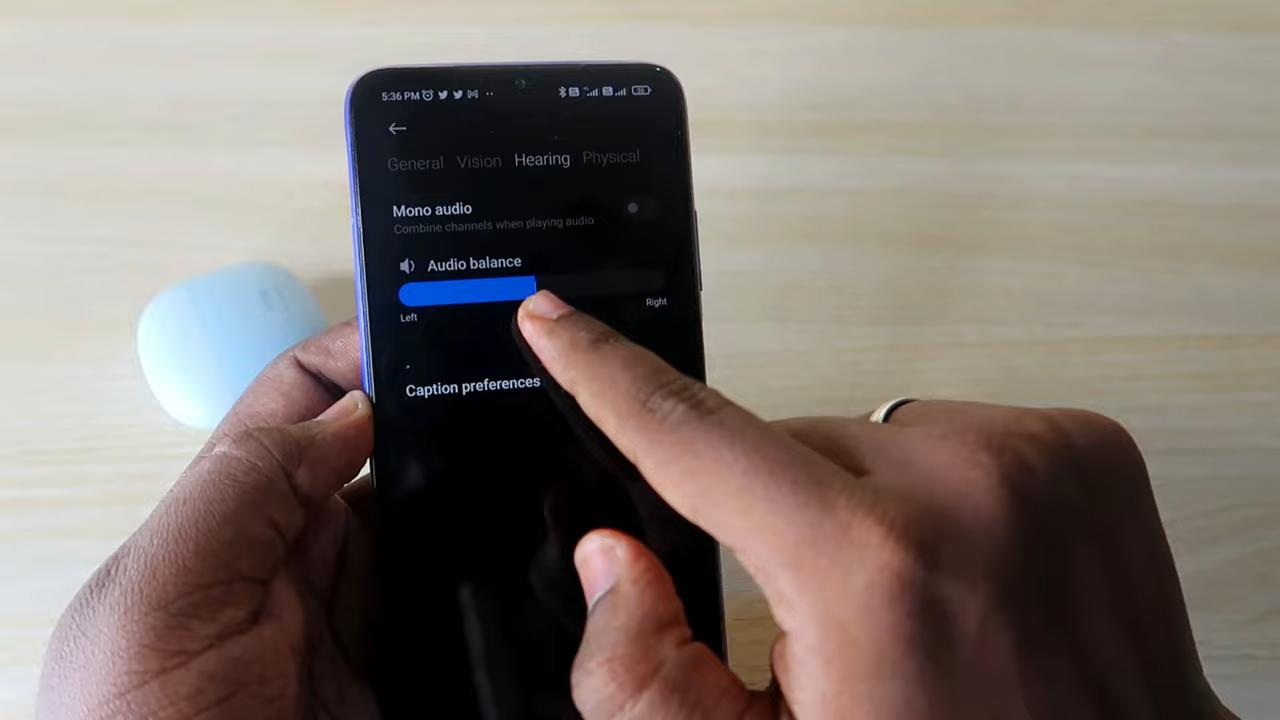 5:36 PM
General Vision Hearing Physical
Mono audio
Combine channels when playing audio
Audio balance
Left
Right
Caption preferences